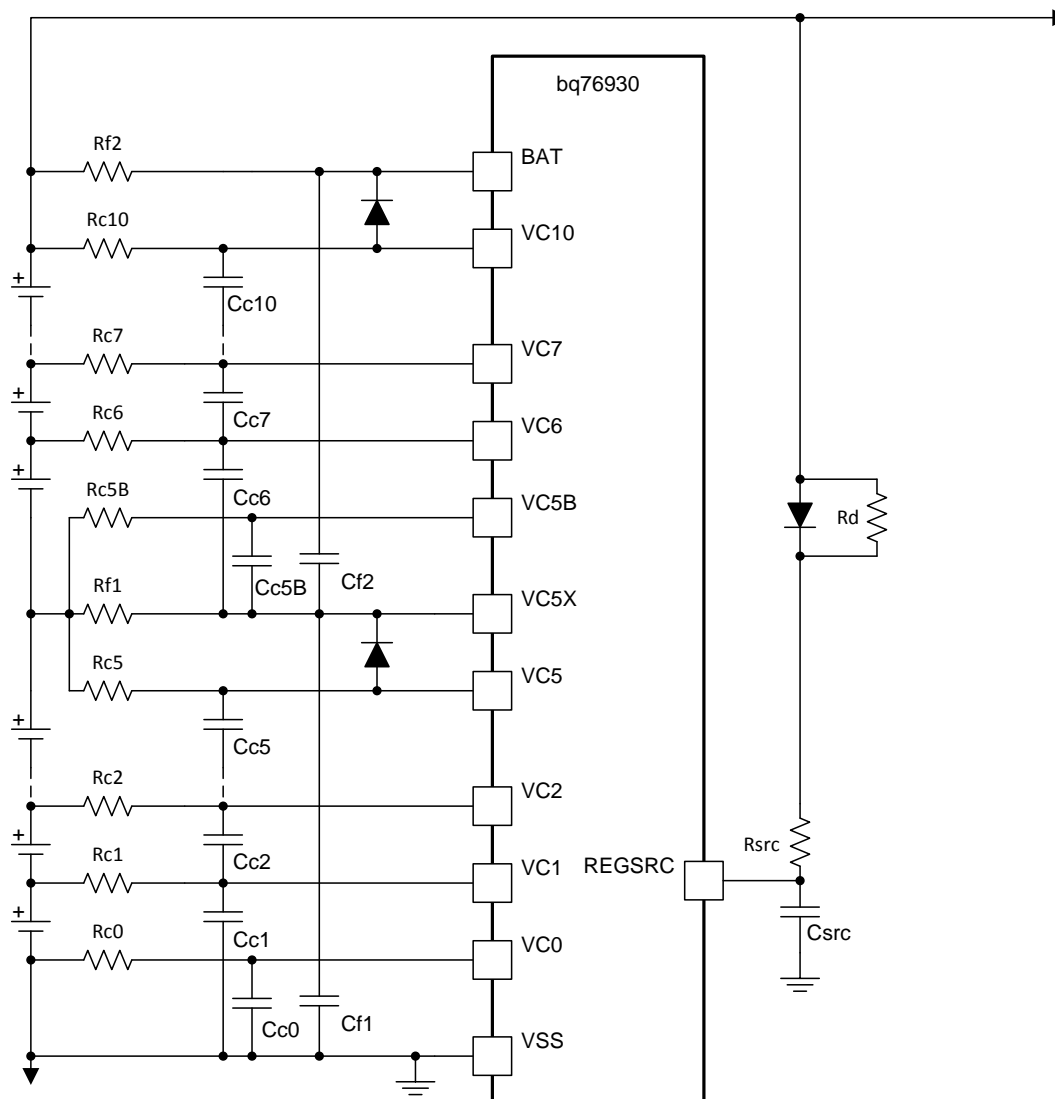 bq76930
Rf2
BAT
Rc10
VC10
+
Cc10
Rc7
VC7
+
Cc7
Rc6
VC6
+
Cc6
Rc5B
VC5B
Rd
Cc5B
Cf2
Rf1
VC5X
Rc5
VC5
+
Cc5
Rc2
VC2
+
Cc2
Rsrc
Rc1
VC1
REGSRC
+
Cc1
Csrc
Rc0
VC0
Cc0
Cf1
VSS